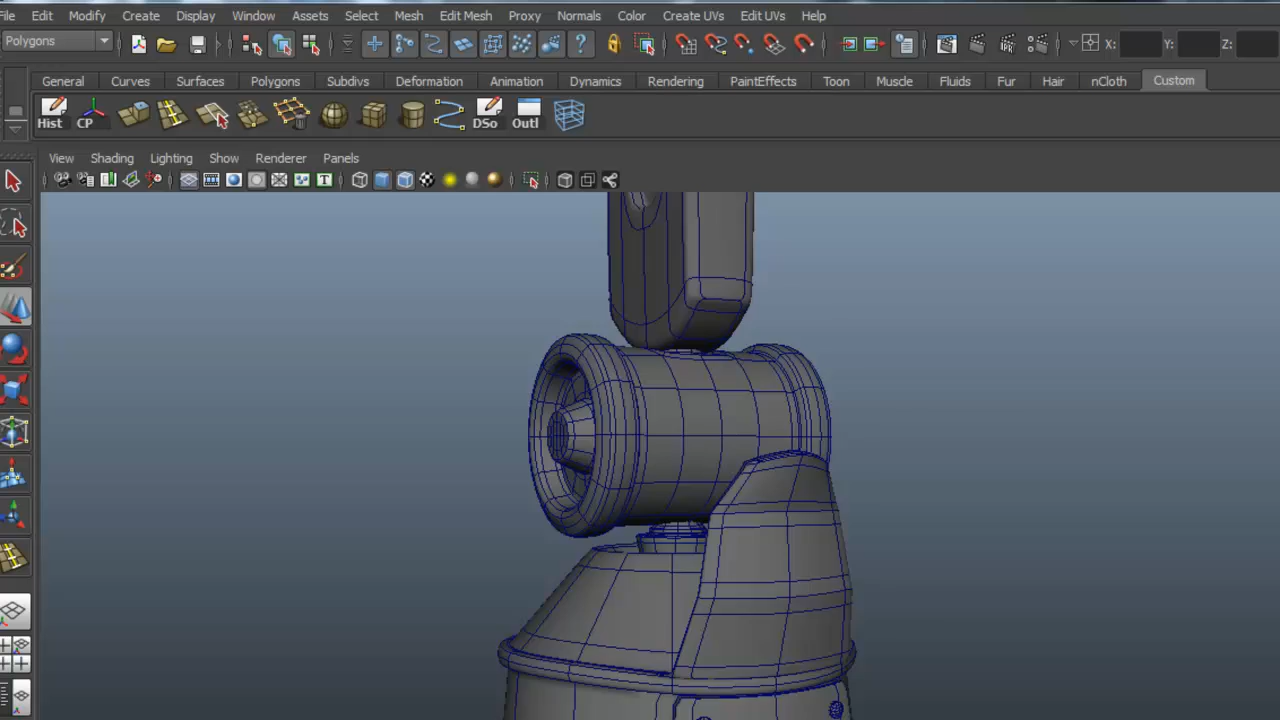 File Edit Modify Create Display Window Assets Select Mesh Edit Mesh Proxy Normals Color Create UVs Edit UVs Help
Polygons X: Y: Z:
General Curves Surfaces Polygons Subdivs Deformation Animation Dynamics Rendering PaintEffects Toon Muscle Fluids Fur Hair nCloth Custom
Hist CP DSo Outl
View Shading Lighting Show Renderer Panels